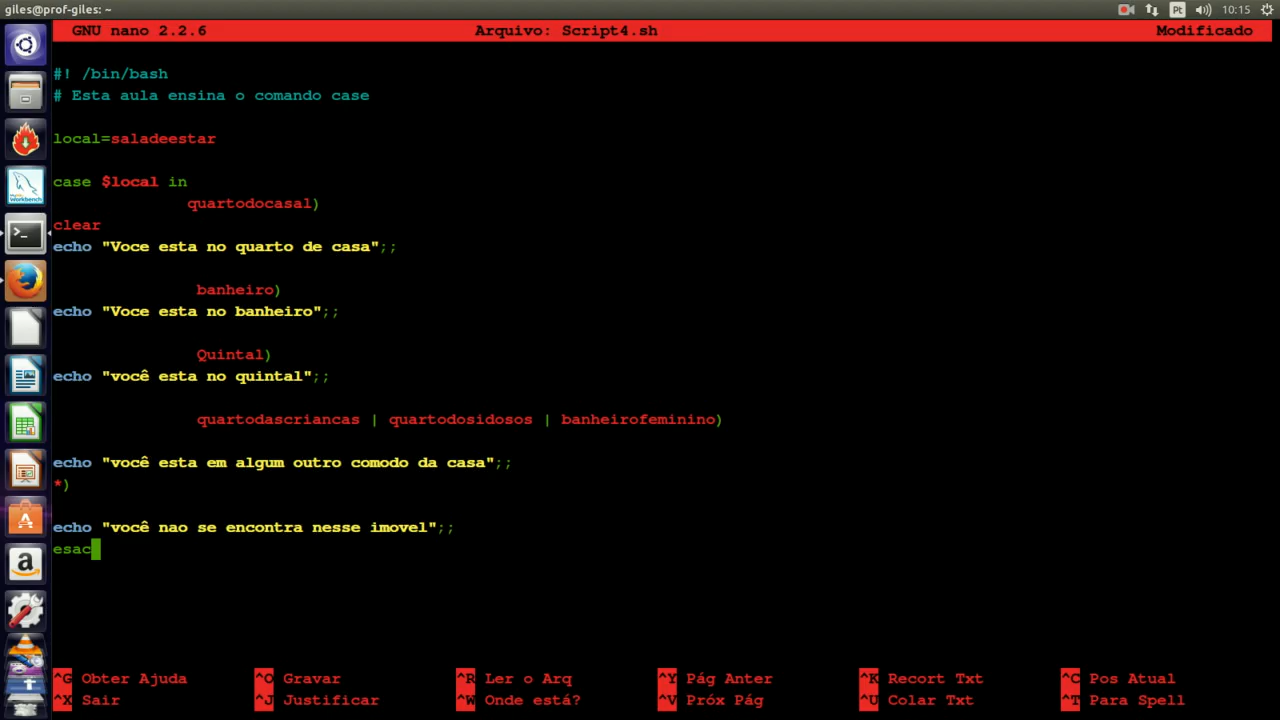 giles@prof-giles: ~
Pt
10:15
GNU nano 2.2.6 Arquivo: Script4.sh Modificado
#! /bin/bash
# Esta aula ensina o comando case
local=saladeestar
case $local in
quartodocasal)
clear
echo "Voce esta no quarto de casa";;
banheiro)
echo "Voce esta no banheiro";;
Quintal)
echo "você esta no quintal";;
quartodascriancas | quartodosidosos | banheirofeminino)
echo "você esta em algum outro comodo da casa";;
*)
echo "você nao se encontra nesse imovel";;
esac
^G Obter Ajuda ^O Gravar ^R Ler o Arq ^Y Pág Anter ^K Recort Txt ^C Pos Atual
^X Sair ^J Justificar ^W Onde está? ^V Próx Pág ^U Colar Txt ^T Para Spell